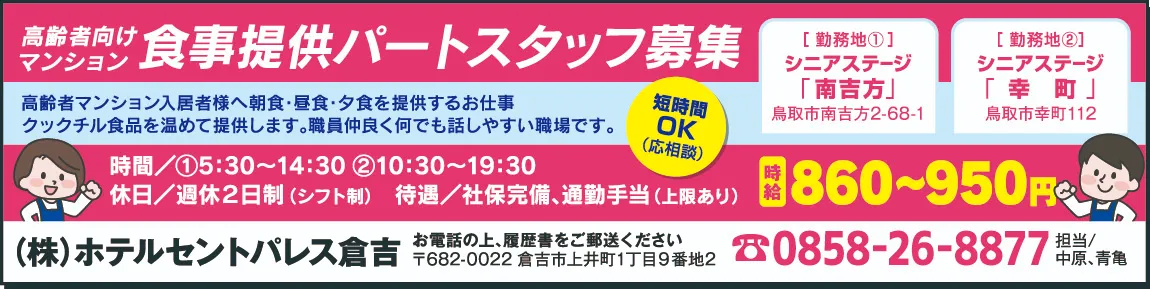 高齢者向け
マンション
食事提供パートスタッフ募集
高齢者マンション入居者様へ朝食・昼食・夕食を提供するお仕事
クックチル食品を温めて提供します。職員仲良く何でも話しやすい職場です。
短時間
OK
(応相談)
[ 勤務地① ]
シニアステージ
「南吉方」
鳥取市南吉方2-68-1
[ 勤務地② ]
シニアステージ
「幸町」
鳥取市幸町112
時間/①5:30〜14:30 ②10:30〜19:30
休日/週休2日制(シフト制) 待遇/社保完備、通勤手当(上限あり)
時給
860〜950円
(株)ホテルセントパレス倉吉
お電話の上、履歴書をご郵送ください
〒682-0022 倉吉市上井町1丁目9番地2
☎0858-26-8877
担当/
中原、青亀